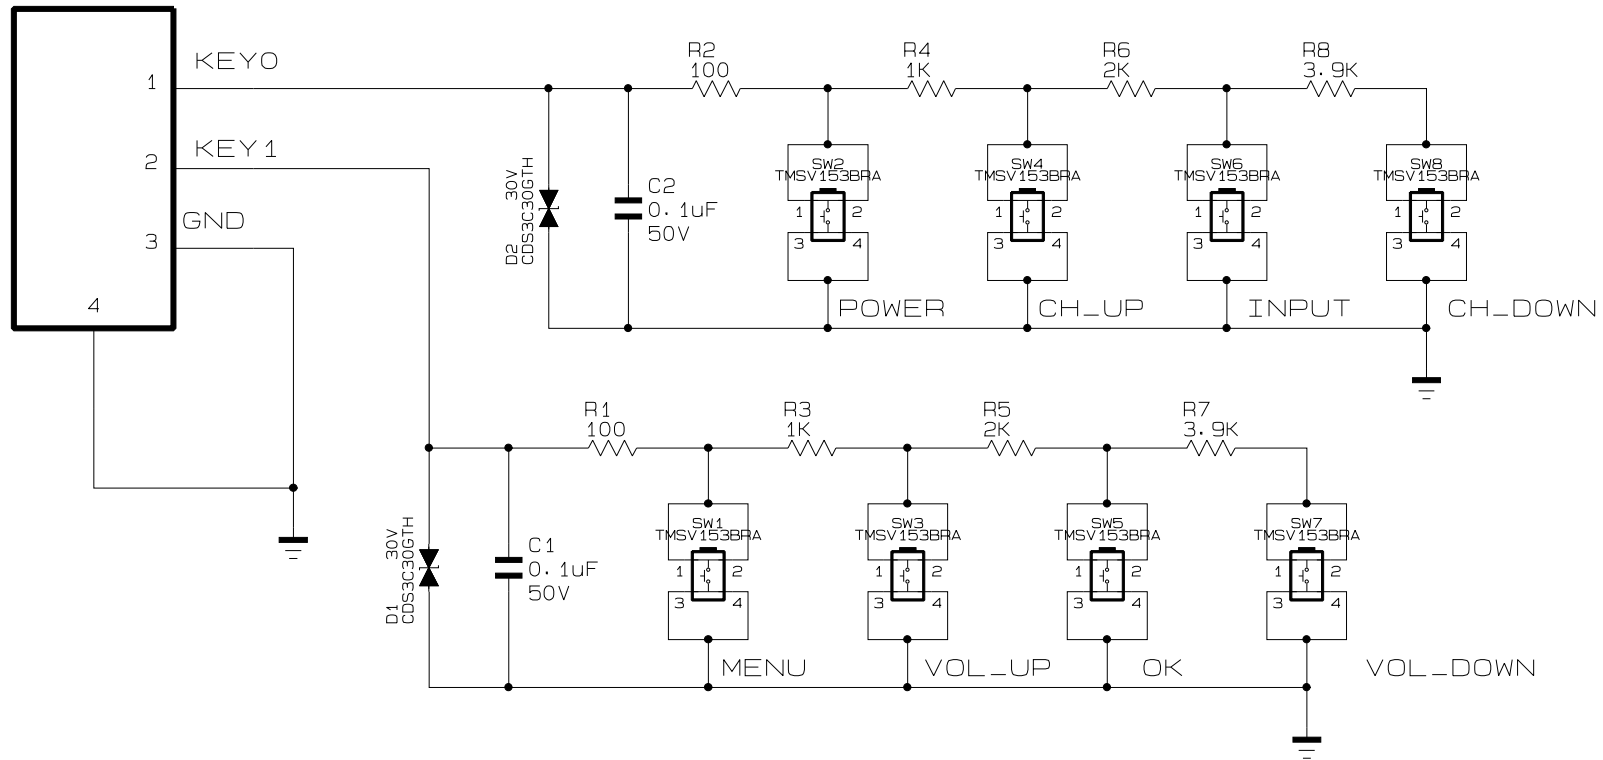 KEY0
1
KEY1
2
GND
3
4
R2
100
R4
1K
R6
2K
R8
3.9K
D2
CDS3C30GTH
30V
C2
0.1uF
50V
SW2
TMSV153BRA
1 2
3 4
POWER
SW4
TMSV153BRA
1 2
3 4
CH_UP
SW6
TMSV153BRA
1 2
3 4
INPUT
SW8
TMSV153BRA
1 2
3 4
CH_DOWN
R1
100
R3
1K
R5
2K
R7
3.9K
D1
CDS3C30GTH
30V
C1
0.1uF
50V
SW1
TMSV153BRA
1 2
3 4
MENU
SW3
TMSV153BRA
1 2
3 4
VOL_UP
SW5
TMSV153BRA
1 2
3 4
OK
SW7
TMSV153BRA
1 2
3 4
VOL_DOWN